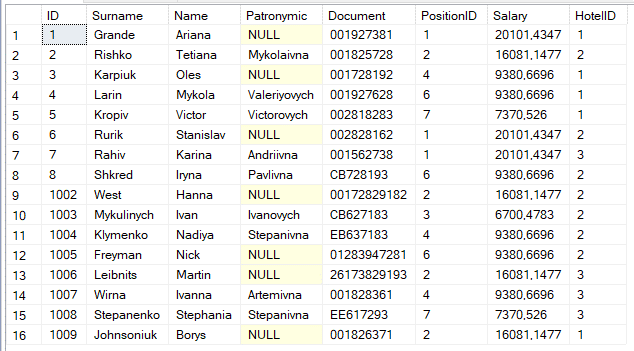 ID Surname Name Patronymic Document PositionID Salary HotelID
1 1 Grande Ariana NULL 001927381 1 20101,4347 1
2 2 Rishko Tetiana Mykolaivna 001825728 2 16081,1477 2
3 3 Karpiuk Oles NULL 001728192 4 9380,6696 1
4 4 Larin Mykola Valeriyovych 001927628 6 9380,6696 1
5 5 Kropiv Victor Victorovych 002818283 7 7370,526 1
6 6 Rurik Stanislav NULL 002828162 1 20101,4347 2
7 7 Rahiv Karina Andriivna 001562738 1 20101,4347 3
8 8 Shkred Iryna Pavlivna CB728193 6 9380,6696 2
9 1002 West Hanna NULL 00172829182 2 16081,1477 2
10 1003 Mykulinych Ivan Ivanovych CB627183 3 6700,4783 2
11 1004 Klymenko Nadiya Stepanivna EB637183 4 9380,6696 2
12 1005 Freyman Nick NULL 01283947281 6 9380,6696 2
13 1006 Leibnits Martin NULL 26173829193 2 16081,1477 3
14 1007 Wirna Ivanna Artemivna 001828361 4 9380,6696 3
15 1008 Stepanenko Stephania Stepanivna EE617293 7 7370,526 3
16 1009 Johnsoniuk Borys NULL 001826371 2 16081,1477 1